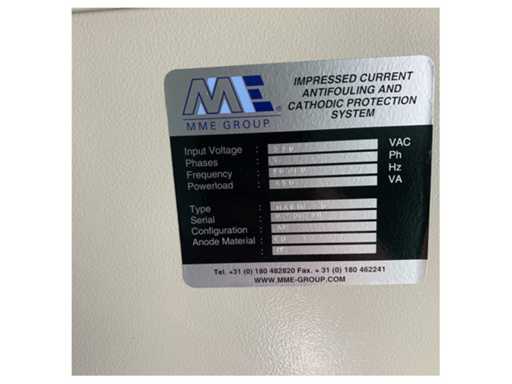 ME®
MME GROUP
IMPRESSED CURRENT
ANTIFOULING AND
CATHODIC PROTECTION
SYSTEM
Input Voltage : VAC
Phases : Ph
Frequency : Hz
Powerload : VA
Type :
Serial :
Configuration :
Anode Material :
Tel. +31 (0) 180 482820 Fax. + 31 (0) 180 462241
WWW.MME-GROUP.COM